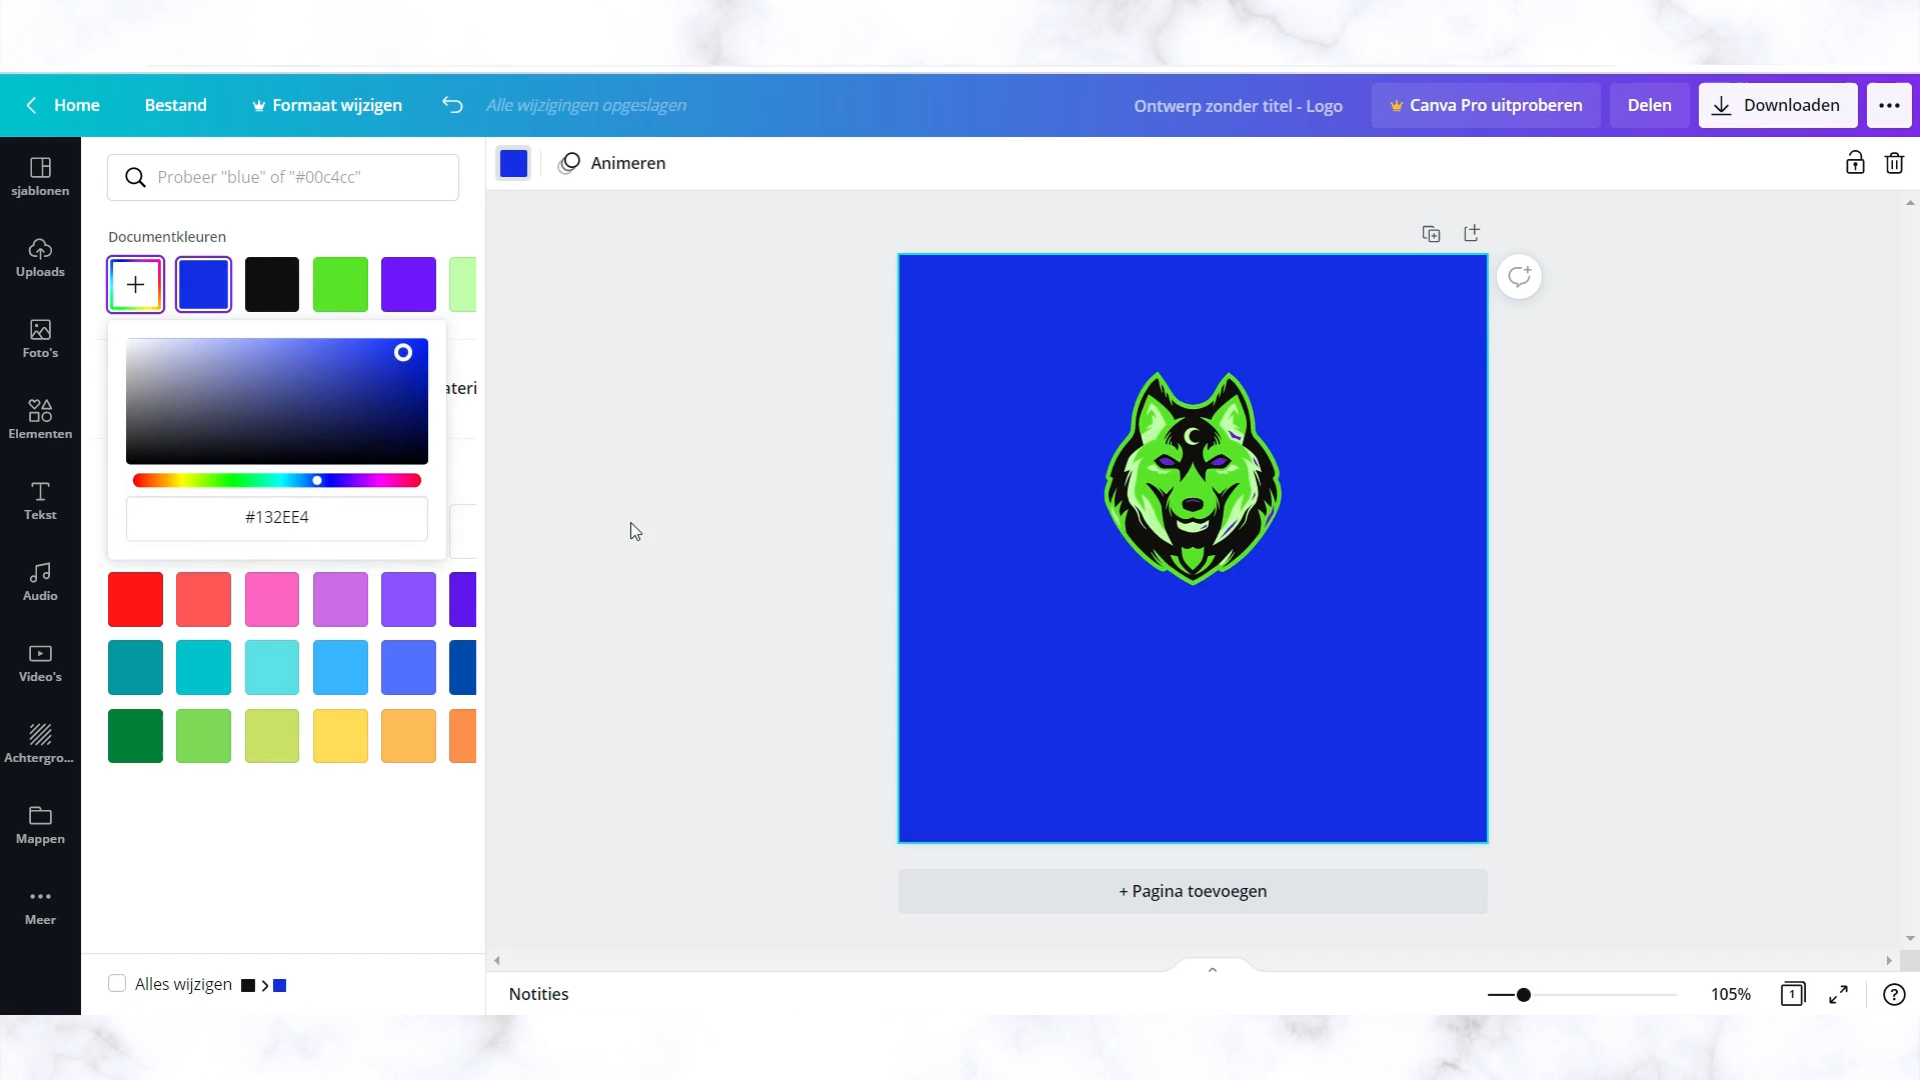 Home
Bestand
Formaat wijzigen
Alle wijzigingen opgeslagen
Ontwerp zonder titel - Logo
Canva Pro uitproberen
Delen
Downloaden
sjablonen
Uploads
Foto's
Elementen
Tekst
Audio
Video's
Achtergro...
Mappen
Meer
Probeer "blue" of "#00c4cc"
Documentkleuren
ateri
#132EE4
Alles wijzigen
Animeren
+ Pagina toevoegen
Notities
105%
1